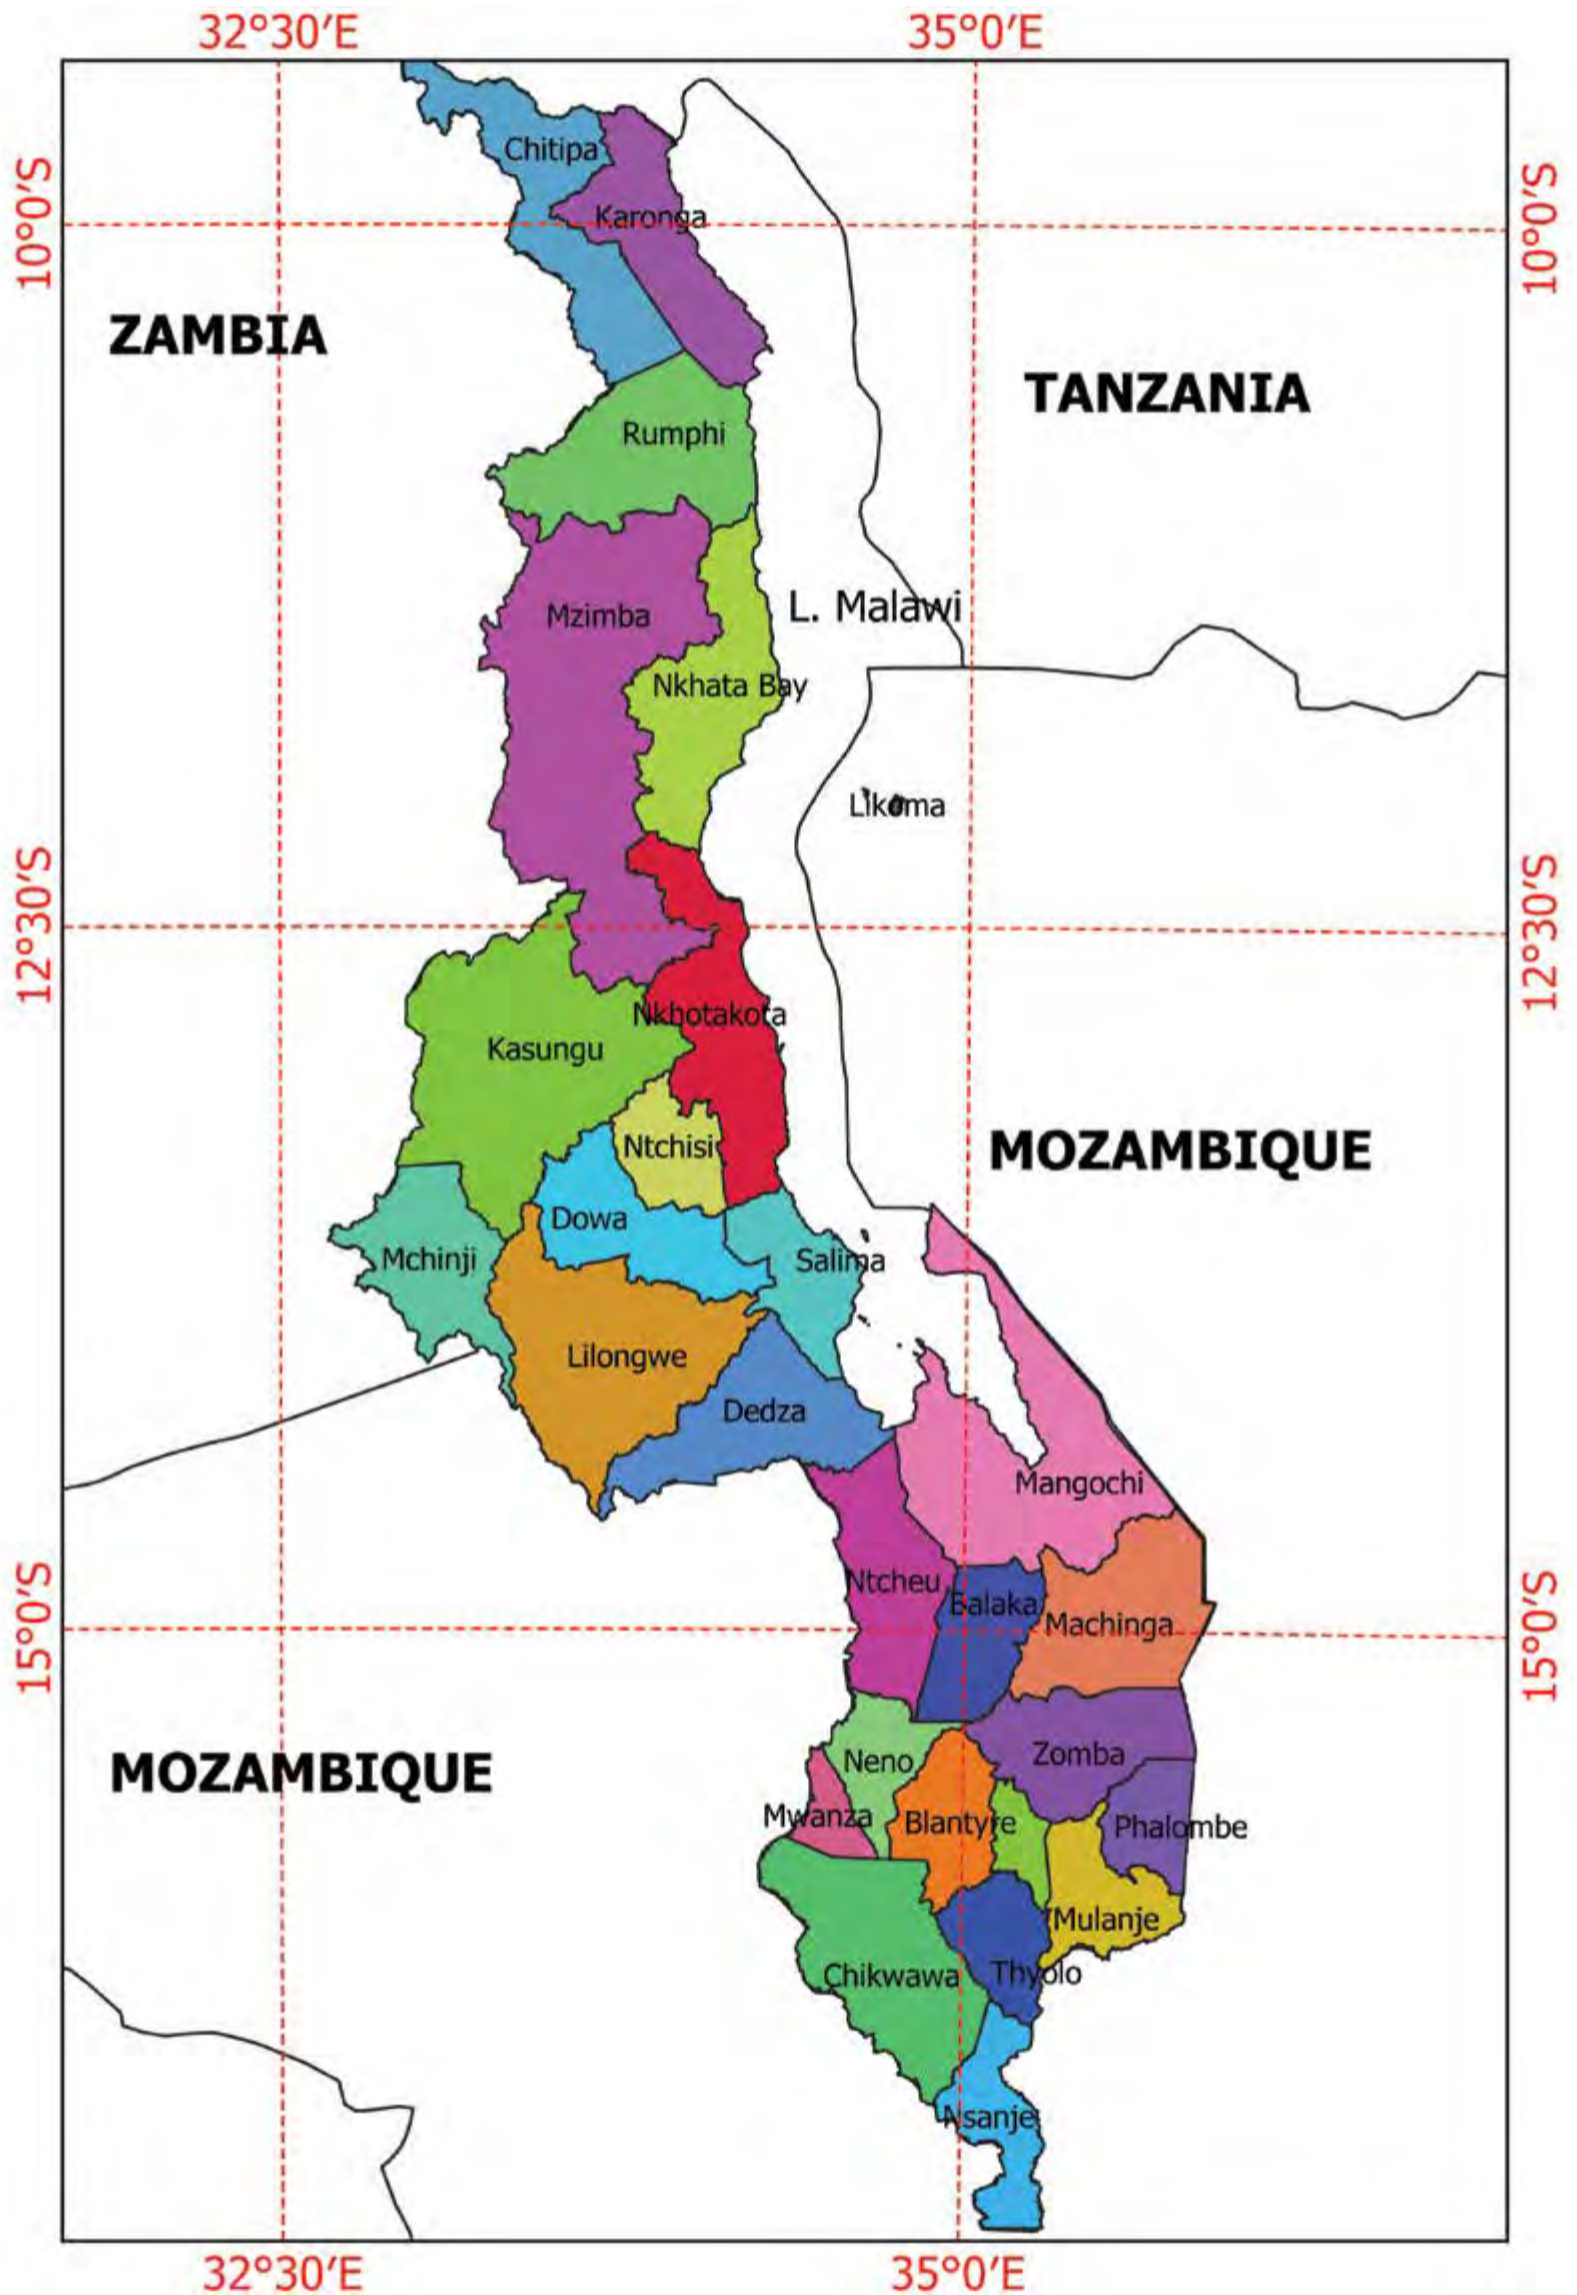 32°30′E
35°0′E
Chitipa
10°0′S
Karonga
10°0′S
ZAMBIA
TANZANIA
Rumphi
L. Malawi
Mzimba
Nkhata Bay
Likoma
12°30′S
12°30′S
Nkhotakota
Kasungu
Ntchisi
MOZAMBIQUE
Dowa
Mchinji
Salima
Lilongwe
Dedza
Mangochi
Ntcheu
Balaka
Machinga
15°0′S
15°0′S
Zomba
Neno
MOZAMBIQUE
Mwanza
Blantyre
Phalombe
Mulanje
Chikwawa
Thyolo
Nsanje
32°30′E
35°0′E